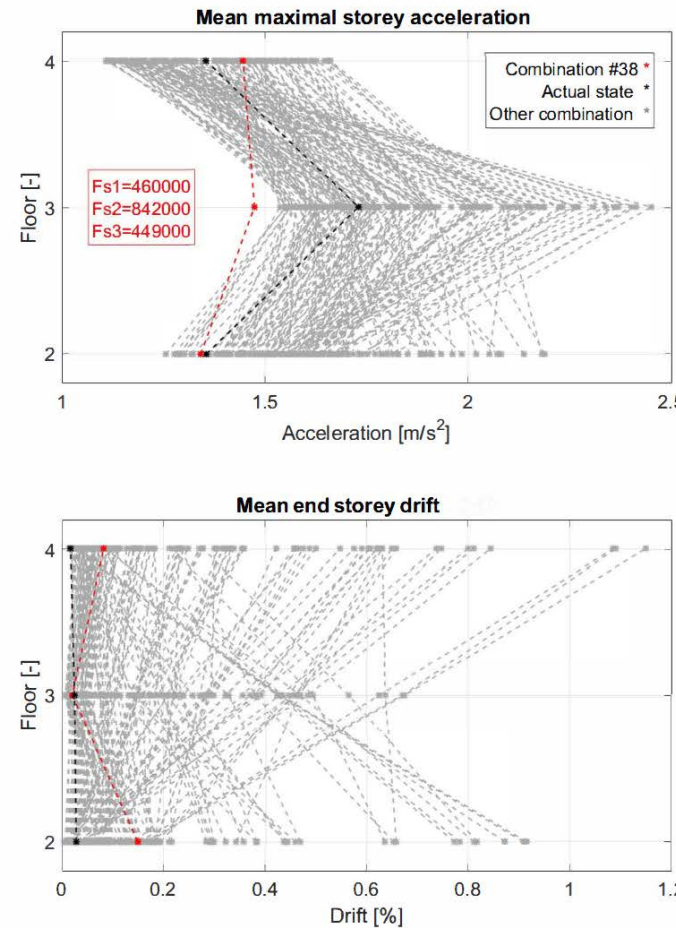 Mean maximal storey acceleration
4
3
2
Floor [-]
Combination #38 *
Actual state *
Other combination *
Fs1=460000
Fs2=842000
Fs3=449000
1 1.5 2 2.5
Acceleration [m/s²]
Mean end storey drift
4
3
2
Floor [-]
0 0.2 0.4 0.6 0.8 1 1.2
Drift [%]